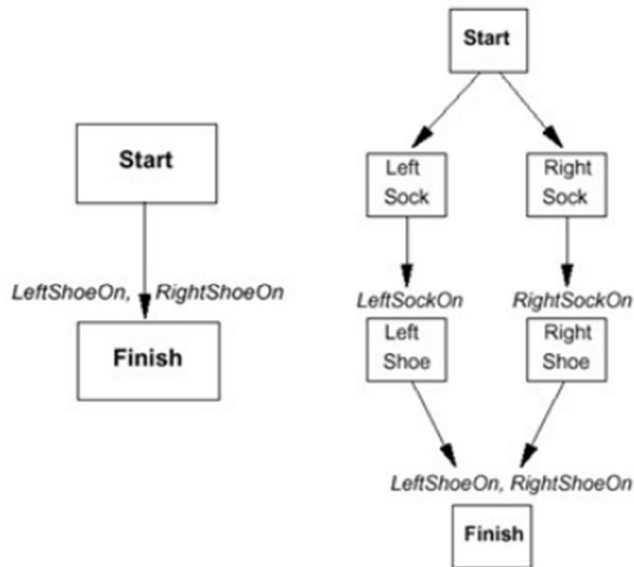 Start
LeftShoeOn, RightShoeOn
Finish
Start
Left
Sock
Right
Sock
LeftSockOn
RightSockOn
Left
Shoe
Right
Shoe
LeftShoeOn, RightShoeOn
Finish